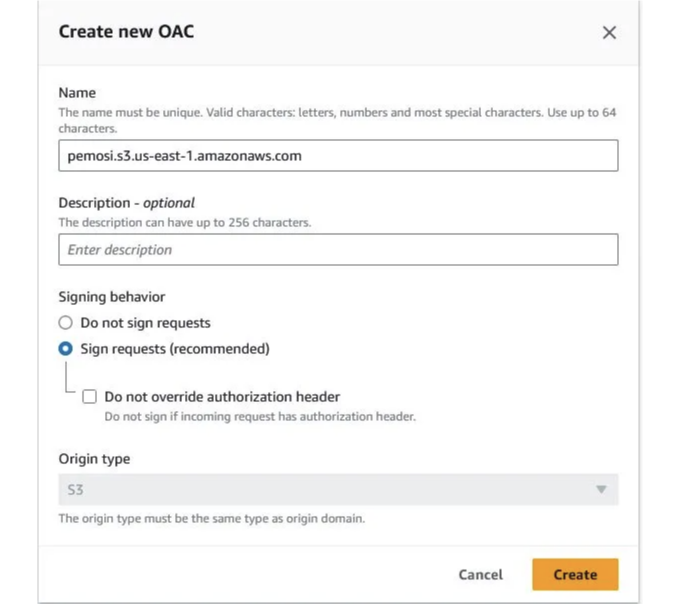 Create new OAC
Name
The name must be unique. Valid characters: letters, numbers and most special characters. Use up to 64
characters.
pemosi.s3.us-east-1.amazonaws.com
Description - optional
The description can have up to 256 characters.
Enter description
Signing behavior
Do not sign requests
Sign requests (recommended)
Do not override authorization header
Do not sign if incoming request has authorization header.
Origin type
S3
The origin type must be the same type as origin domain.
Cancel
Create